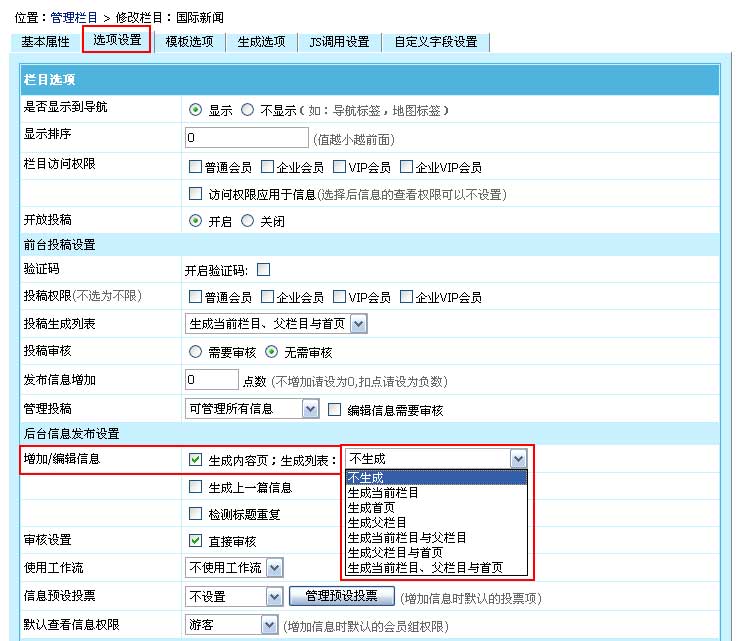 位置：管理栏目 > 修改栏目：国际新闻
基本属性 选项设置 模板选项 生成选项 JS调用设置 自定义字段设置
栏目选项
是否显示到导航 显示 不显示（如：导航标签，地图标签）
显示排序 0 (值越小越前面)
栏目访问权限 普通会员 企业会员 VIP会员 企业VIP会员
访问权限应用于信息(选择后信息的查看权限可以不设置)
开放投稿 开启 关闭
前台投稿设置
验证码 开启验证码:
投稿权限(不选为不限) 普通会员 企业会员 VIP会员 企业VIP会员
投稿生成列表 生成当前栏目、父栏目与首页
投稿审核 需要审核 无需审核
发布信息增加 0 点数 (不增加请设为0,扣点请设为负数)
管理投稿 可管理所有信息 编辑信息需要审核
后台信息发布设置
增加/编辑信息 生成内容页；生成列表： 不生成
不生成
生成当前栏目
生成首页
生成父栏目
生成当前栏目与父栏目
生成父栏目与首页
生成当前栏目、父栏目与首页
生成上一篇信息
检测标题重复
审核设置 直接审核
使用工作流 不使用工作流
信息预设投票 不设置 管理预设投票 (增加信息时默认的投票项)
默认查看信息权限 游客 (增加信息时默认的会员组权限)